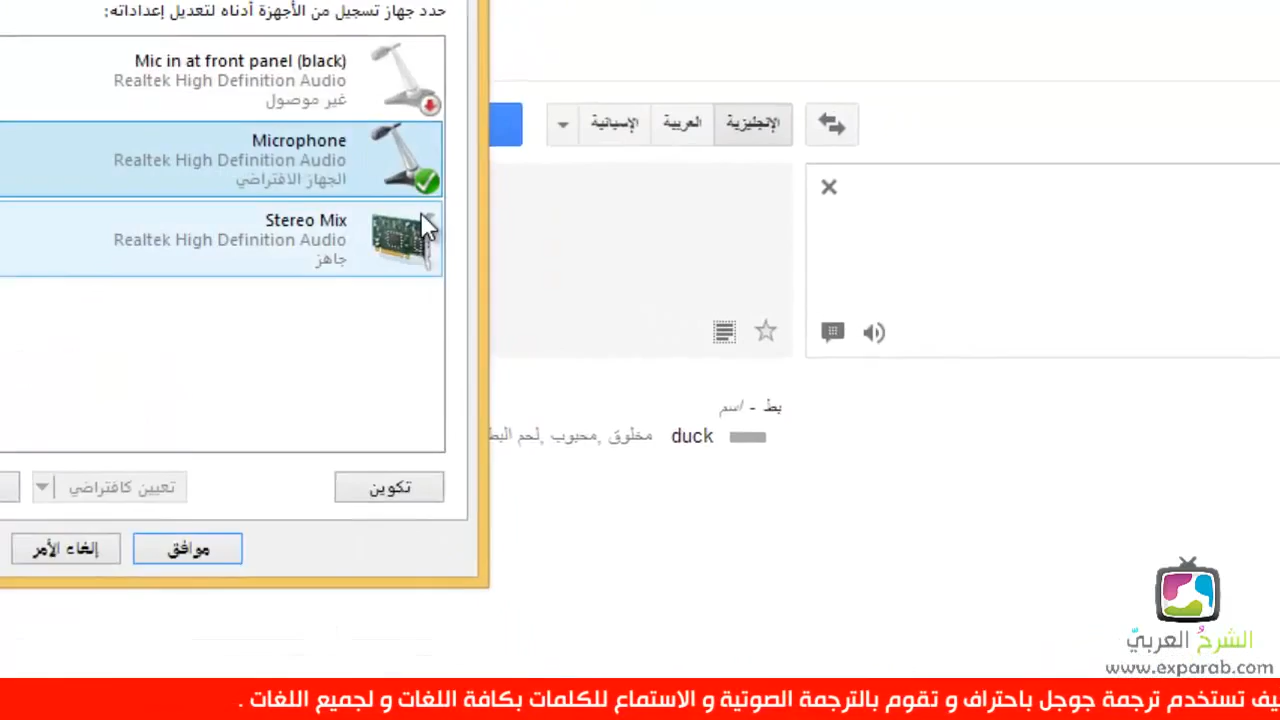 حدد جهاز تسجيل من الأجهزة أدناه لتعديل إعداداته:
Mic in at front panel (black)
Realtek High Definition Audio
غير موصول
Microphone
Realtek High Definition Audio
الجهاز الافتراضي
Stereo Mix
Realtek High Definition Audio
جاهز
تكوين
تعيين كافتراضي
موافق
إلغاء الأمر
الإنجليزية
العربية
الإسبانية
بط - اسم
duck
مخلوق, محبوب, لحم البط
الشرح العربيّ
www.exparab.com
تستخدم ترجمة جوجل باحتراف و تقوم بالترجمة الصوتية و الاستماع للكلمات بكافة اللغات و لجميع اللغات .